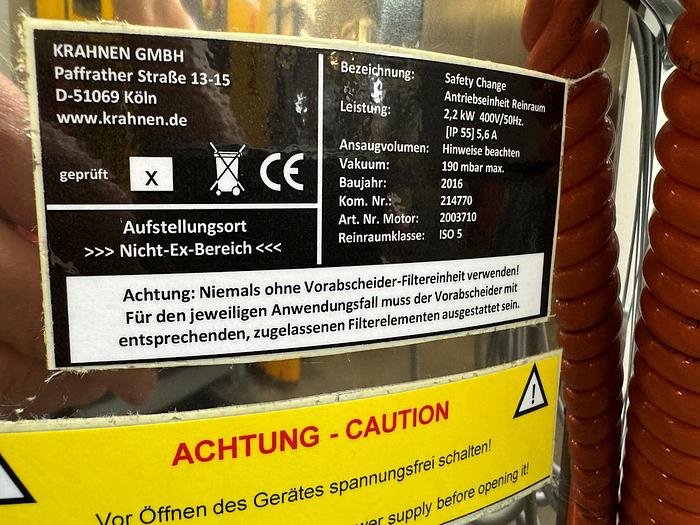 KRAHNEN GMBH
Paffrather Straße 13-15
D-51069 Köln
www.krahnen.de
geprüft X CE
Aufstellungsort
>>> Nicht-Ex-Bereich <<<
Bezeichnung: Safety Change
Antriebseinheit Reinraum
Leistung: 2,2 kW 400V/50Hz.
[IP 55] 5,6 A
Ansaugvolumen: Hinweise beachten
Vakuum: 190 mbar max.
Baujahr: 2016
Kom. Nr.: 214770
Art. Nr. Motor: 2003710
Reinraumklasse: ISO 5
Achtung: Niemals ohne Vorabscheider-Filtereinheit verwenden!
Für den jeweiligen Anwendungsfall muss der Vorabscheider mit
entsprechenden, zugelassenen Filterelementen ausgestattet sein.
ACHTUNG - CAUTION
Vor Öffnen des Gerätes spannungsfrei schalten!
supply before opening it!